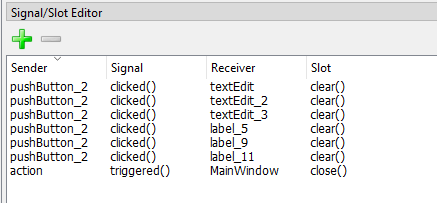 Signal/Slot Editor
Sender Signal Receiver Slot
pushButton_2 clicked() textEdit clear()
pushButton_2 clicked() textEdit_2 clear()
pushButton_2 clicked() textEdit_3 clear()
pushButton_2 clicked() label_5 clear()
pushButton_2 clicked() label_9 clear()
pushButton_2 clicked() label_11 clear()
action triggered() MainWindow close()